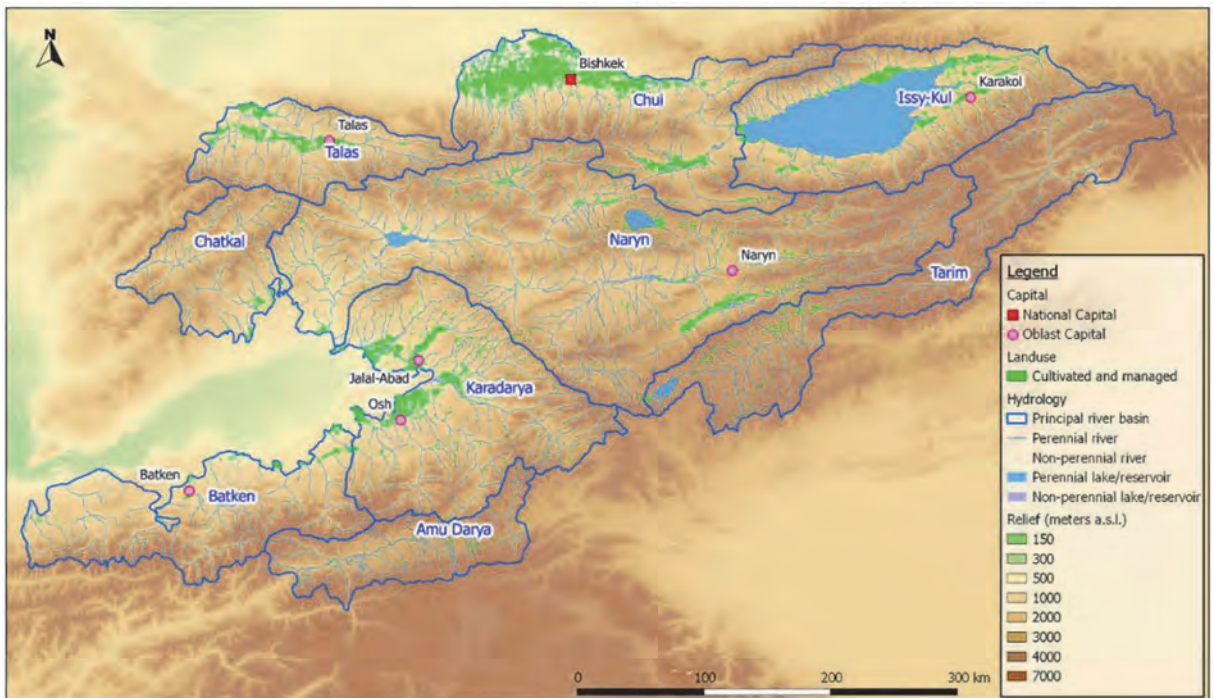 N
Bishkek
Chui
Karakol
Issy-Kul
Talas
Talas
Chatkal
Naryn
Naryn
Tarim
Jalal-Abad
Karadarya
Osh
Batken
Batken
Amu Darya
Legend
Capital
National Capital
Oblast Capital
Landuse
Cultivated and managed
Hydrology
Principal river basin
Perennial river
Non-perennial river
Perennial lake/reservoir
Non-perennial lake/reservoir
Relief (meters a.s.l.)
150
300
500
1000
2000
3000
4000
7000
0 100 200 300 km